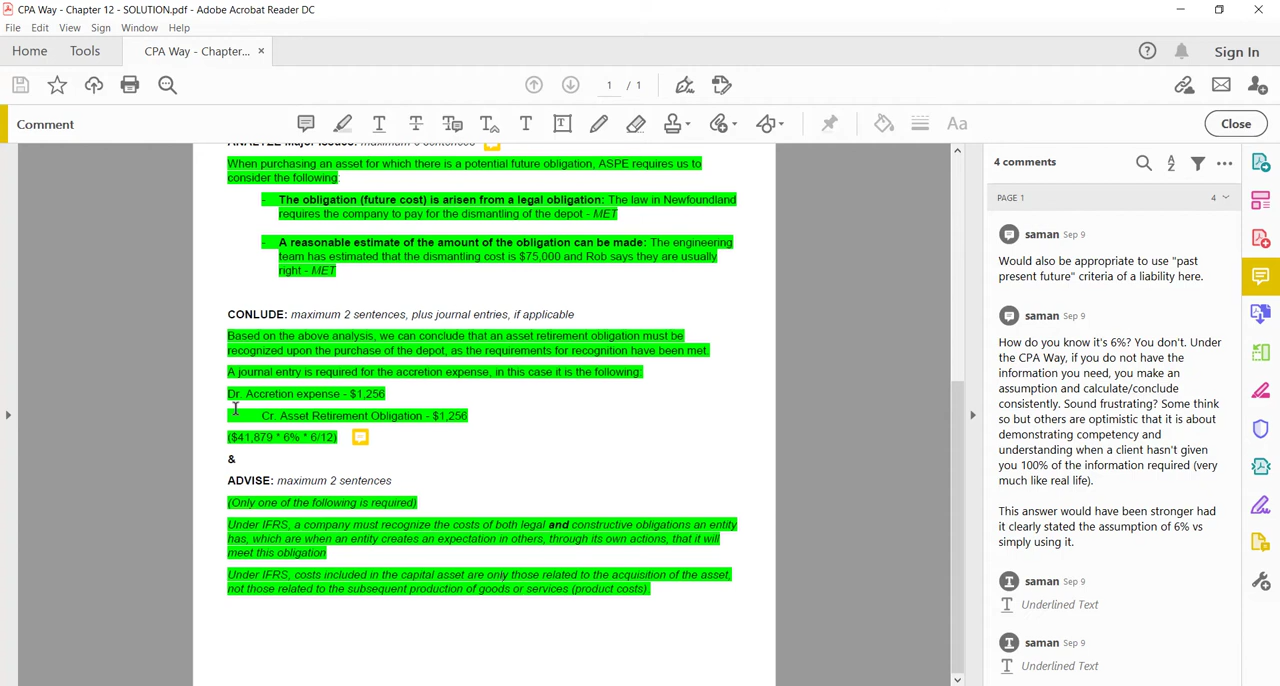 CPA Way - Chapter 12 - SOLUTION.pdf - Adobe Acrobat Reader DC
File Edit View Sign Window Help
Home Tools CPA Way - Chapter... × Sign In
1 / 1
Comment
Close
ANALYZE Major Issues: maximum 6 sentences
When purchasing an asset for which there is a potential future obligation, ASPE requires us to
consider the following:
- The obligation (future cost) is arisen from a legal obligation: The law in Newfoundland
requires the company to pay for the dismantling of the depot - MET
- A reasonable estimate of the amount of the obligation can be made: The engineering
team has estimated that the dismantling cost is $75,000 and Rob says they are usually
right - MET
CONLUDE: maximum 2 sentences, plus journal entries, if applicable
Based on the above analysis, we can conclude that an asset retirement obligation must be
recognized upon the purchase of the depot, as the requirements for recognition have been met.
A journal entry is required for the accretion expense, in this case it is the following:
Dr. Accretion expense - $1,256
Cr. Asset Retirement Obligation - $1,256
($41,879 * 6% * 6/12)
&
ADVISE: maximum 2 sentences
(Only one of the following is required)
Under IFRS, a company must recognize the costs of both legal and constructive obligations an entity
has, which are when an entity creates an expectation in others, through its own actions, that it will
meet this obligation
Under IFRS, costs included in the capital asset are only those related to the acquisition of the asset,
not those related to the subsequent production of goods or services (product costs).
4 comments
PAGE 1 4
saman Sep 9
Would also be appropriate to use "past
present future" criteria of a liability here.
saman Sep 9
How do you know it's 6%? You don't. Under
the CPA Way, if you do not have the
information you need, you make an
assumption and calculate/conclude
consistently. Sound frustrating? Some think
so but others are optimistic that it is about
demonstrating competency and
understanding when a client hasn't given
you 100% of the information required (very
much like real life).
This answer would have been stronger had
it clearly stated the assumption of 6% vs
simply using it.
saman Sep 9
Underlined Text
saman Sep 9
Underlined Text